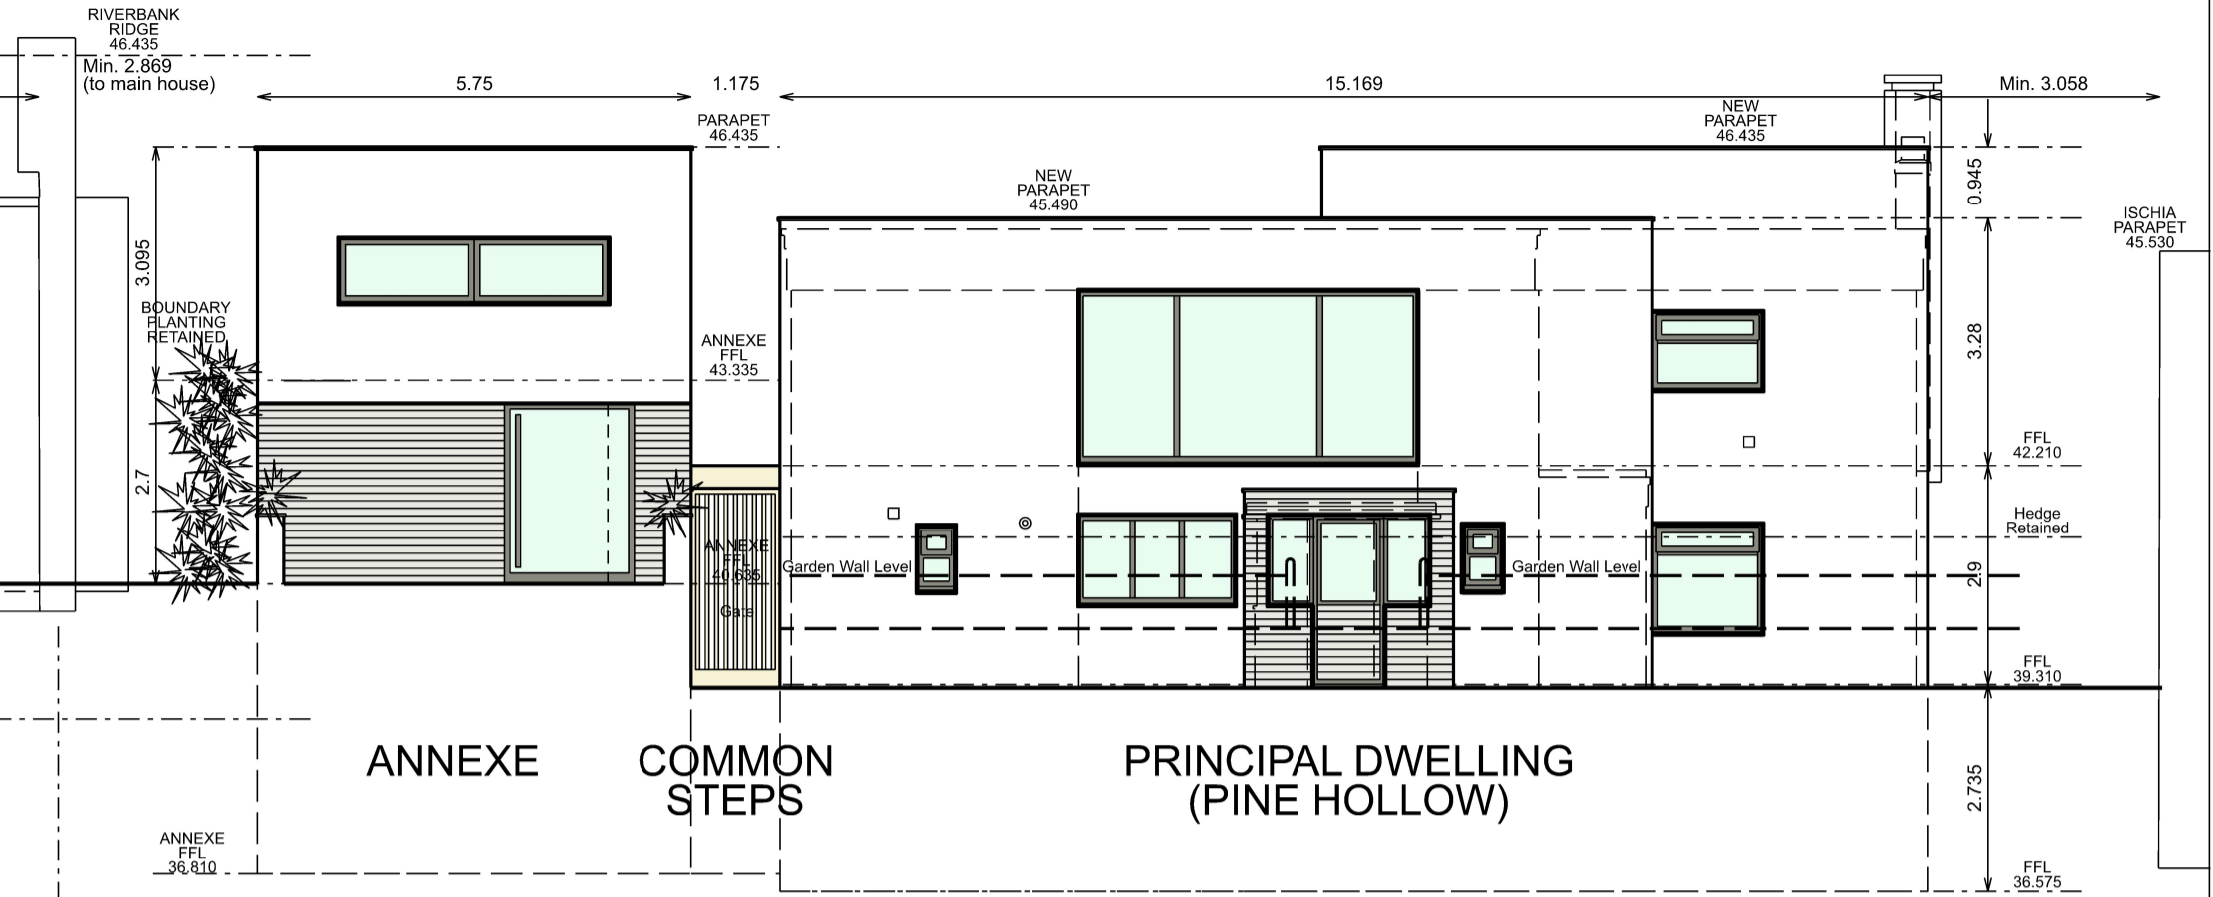 RIVERBANK
RIDGE
46.435
Min. 2.869
(to main house)
5.75
1.175
15.169
Min. 3.058
PARAPET
46.435
NEW
PARAPET
46.435
NEW
PARAPET
45.490
0.945
ISCHIA
PARAPET
45.530
3.095
BOUNDARY
PLANTING
RETAINED
ANNEXE
FFL
43.335
3.28
FFL
42.210
2.7
Hedge
Retained
ANNEXE
FFL
40.635
Gate
Garden Wall Level
Garden Wall Level
2.9
FFL
39.310
ANNEXE
COMMON
STEPS
PRINCIPAL DWELLING
(PINE HOLLOW)
2.735
ANNEXE
FFL
36.810
FFL
36.575